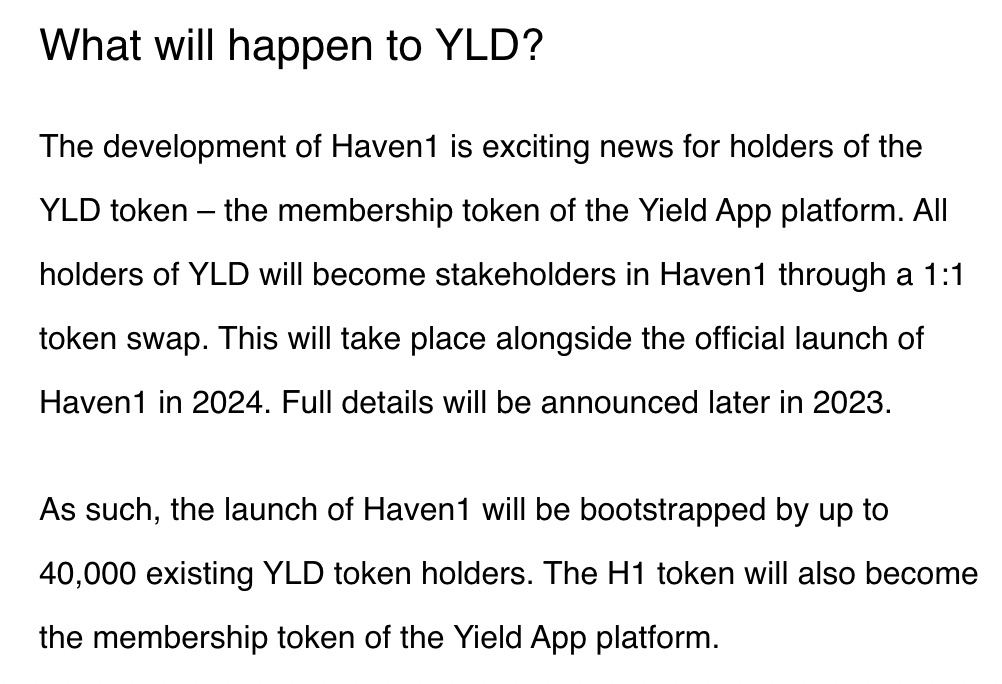 What will happen to YLD?
The development of Haven1 is exciting news for holders of the
YLD token – the membership token of the Yield App platform. All
holders of YLD will become stakeholders in Haven1 through a 1:1
token swap. This will take place alongside the official launch of
Haven1 in 2024. Full details will be announced later in 2023.
As such, the launch of Haven1 will be bootstrapped by up to
40,000 existing YLD token holders. The H1 token will also become
the membership token of the Yield App platform.